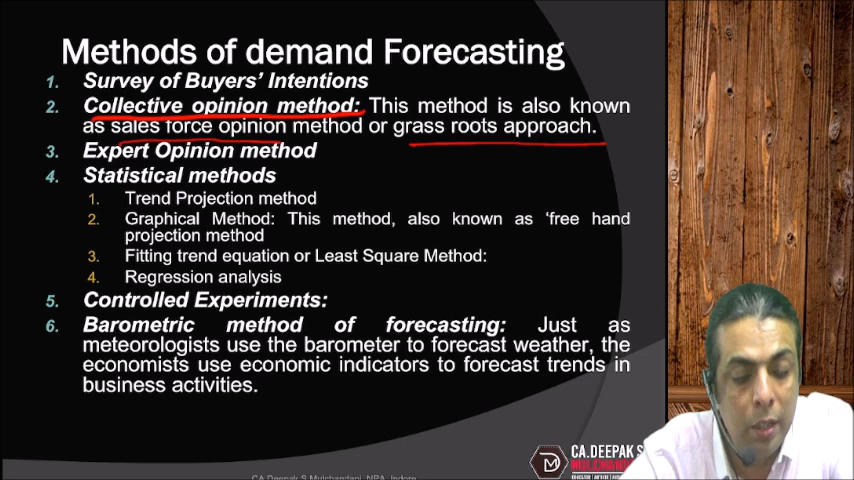 Methods of demand Forecasting
1. Survey of Buyers' Intentions
2. Collective opinion method: This method is also known
as sales force opinion method or grass roots approach.
3. Expert Opinion method
4. Statistical methods
1. Trend Projection method
2. Graphical Method: This method, also known as 'free hand
projection method
3. Fitting trend equation or Least Square Method:
4. Regression analysis
5. Controlled Experiments:
6. Barometric method of forecasting: Just as
meteorologists use the barometer to forecast weather, the
economists use economic indicators to forecast trends in
business activities.
CA.DEEPAK S
CA Deepak S Mulchandani, NPA, Indore